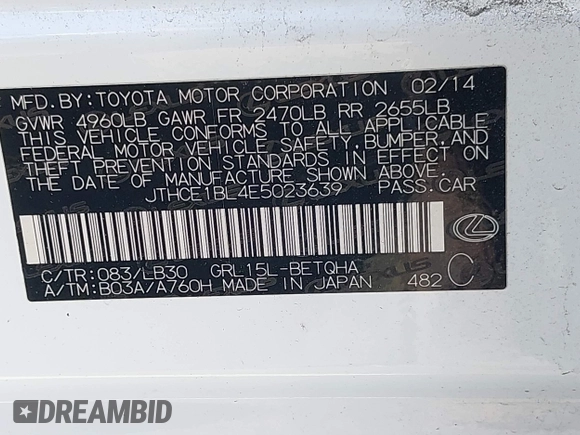 MFD.BY:TOYOTA MOTOR CORPORATION 02/14
GVWR 4960LB GAWR FR 2470LB RR 2655LB
THIS VEHICLE CONFORMS TO ALL APPLICABLE
FEDERAL MOTOR VEHICLE SAFETY,BUMPER,AND
THEFT PREVENTION STANDARDS IN EFFECT ON
THE DATE OF MANUFACTURE SHOWN ABOVE.
JTHCE1BL4E5023639 PASS.CAR
C/TR:083/LB30 GRL15L-BETQHA
A/TM:B03A/A760H MADE IN JAPAN 482 C
DREAMBID